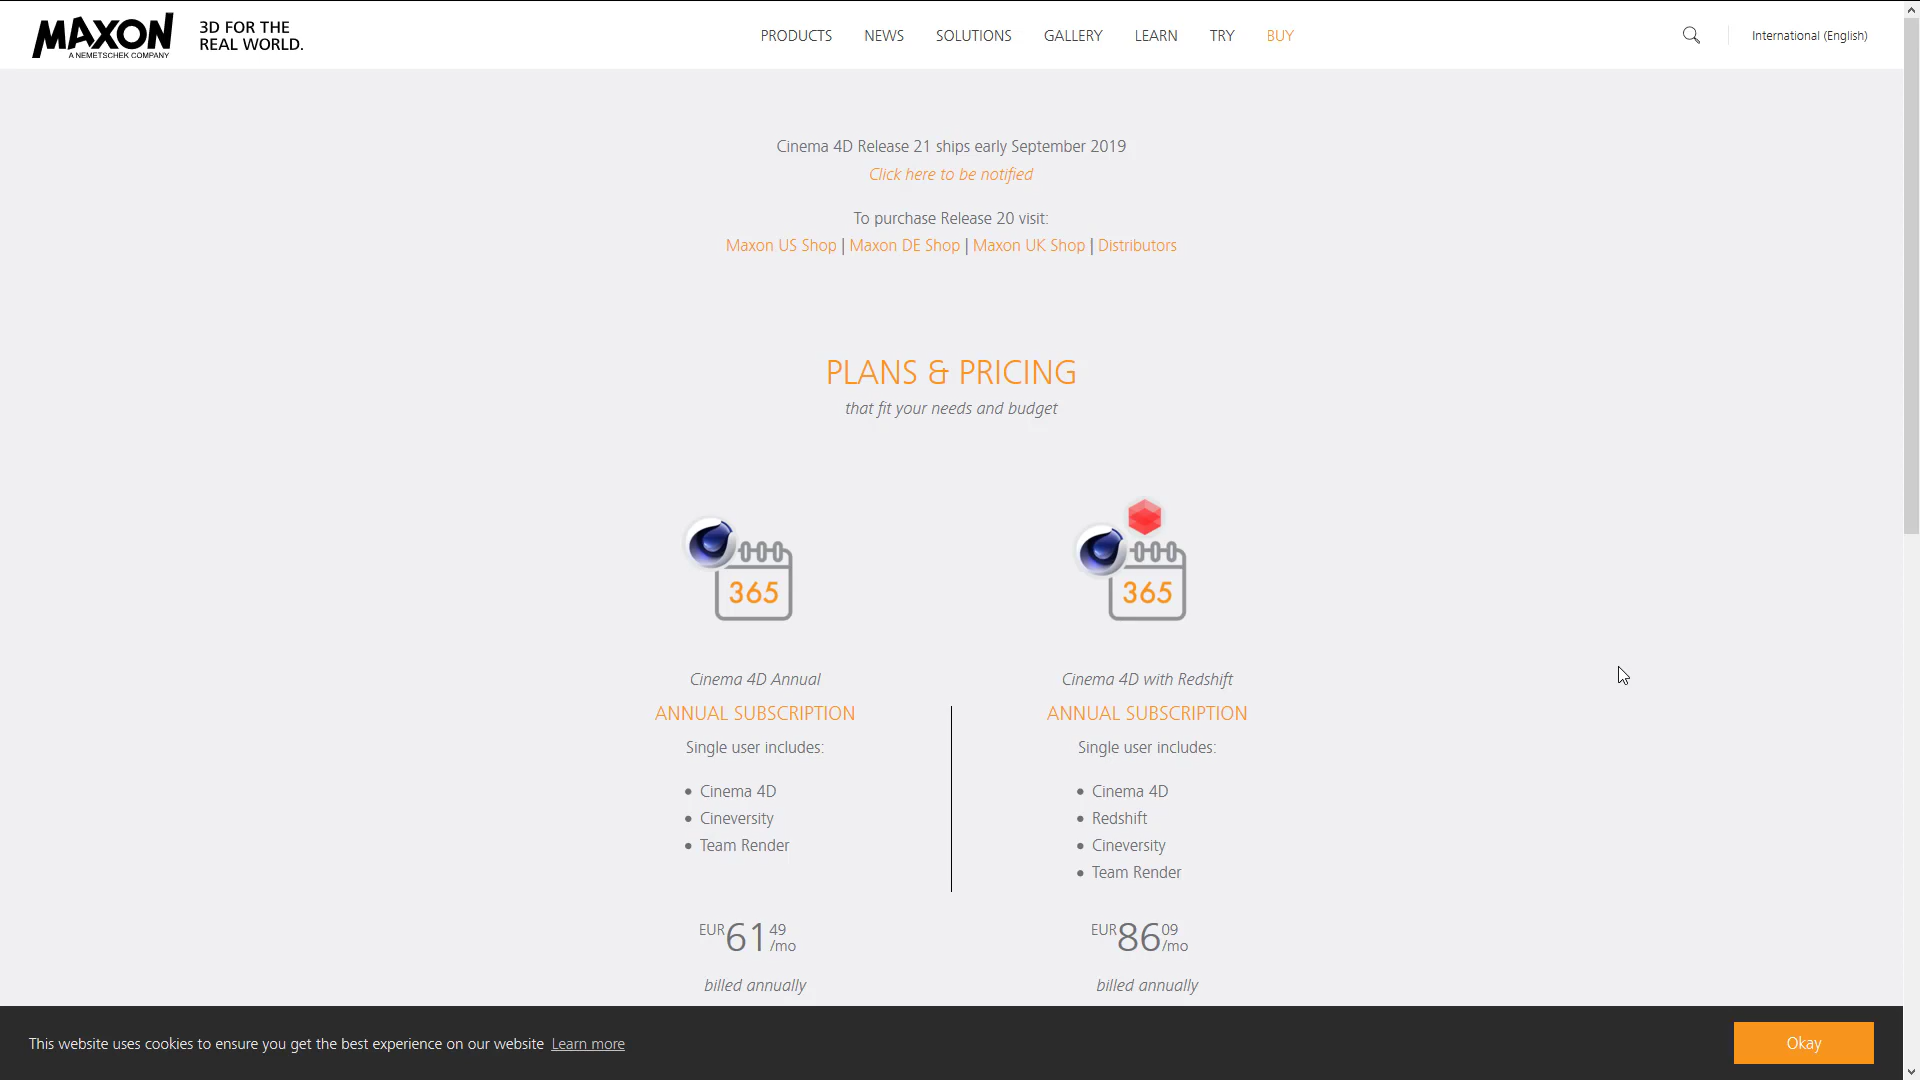 MAXON
A NEMETSCHEK COMPANY
3D FOR THE
REAL WORLD.
PRODUCTS NEWS SOLUTIONS GALLERY LEARN TRY BUY
International (English)
Cinema 4D Release 21 ships early September 2019
Click here to be notified
To purchase Release 20 visit:
Maxon US Shop | Maxon DE Shop | Maxon UK Shop | Distributors
PLANS & PRICING
that fit your needs and budget
365
Cinema 4D Annual
ANNUAL SUBSCRIPTION
Single user includes:
• Cinema 4D
• Cineversity
• Team Render
EUR 61 49 /mo
billed annually
365
Cinema 4D with Redshift
ANNUAL SUBSCRIPTION
Single user includes:
• Cinema 4D
• Redshift
• Cineversity
• Team Render
EUR 86 09 /mo
billed annually
This website uses cookies to ensure you get the best experience on our website Learn more
Okay